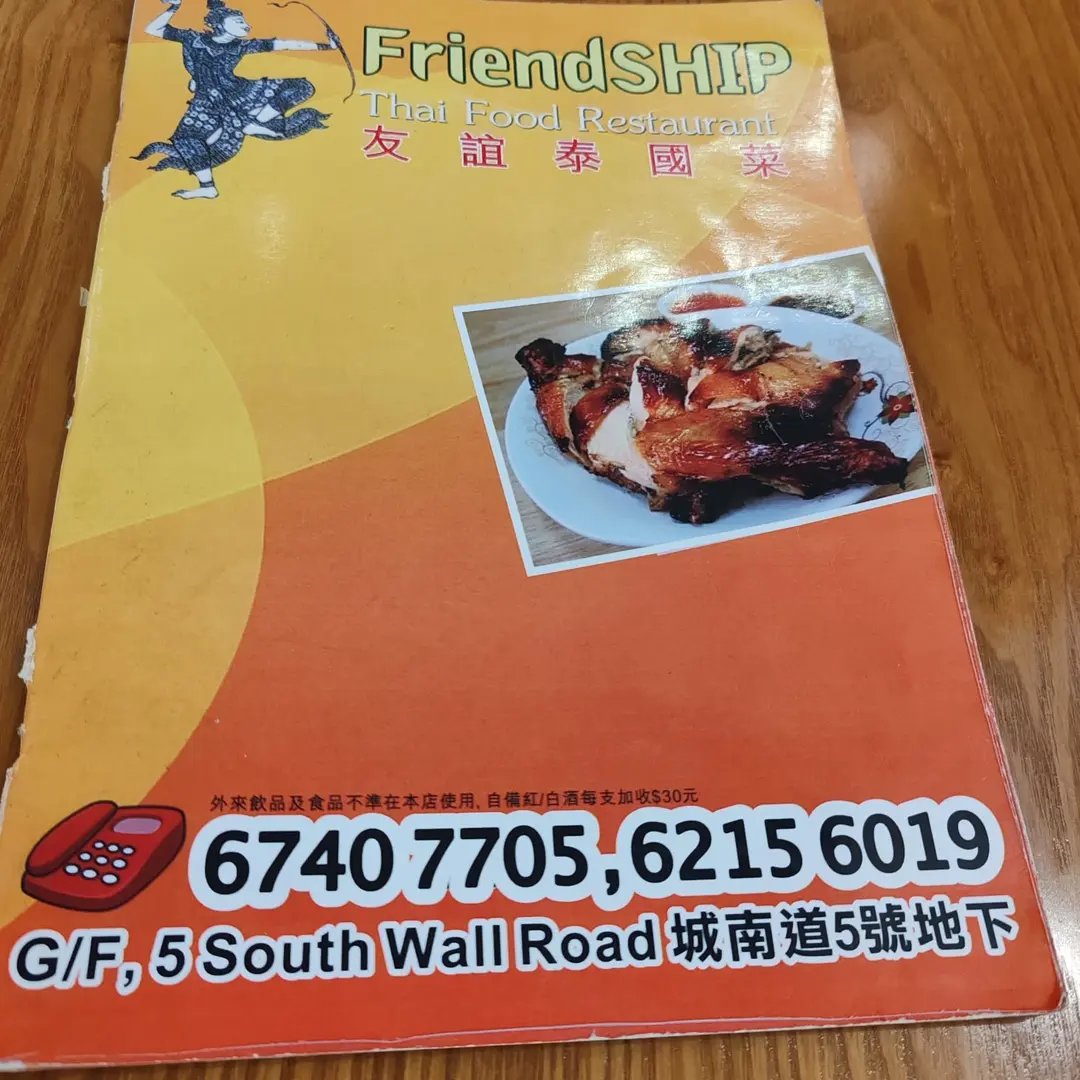 FriendSHIP
Thai Food Restaurant
友誼泰國菜
外來飲品及食品不準在本店使用, 自備紅/白酒每支加收$30元
6740 7705, 6215 6019
G/F, 5 South Wall Road 城南道5號地下